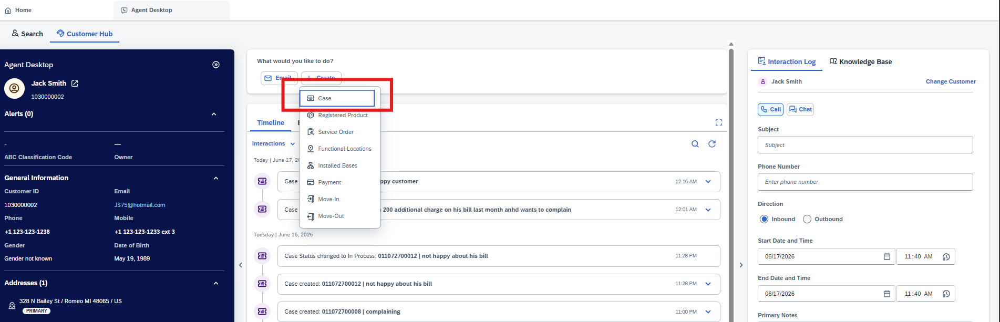 Home
Agent Desktop
Search
Customer Hub
Agent Desktop
Jack Smith
1030000002
Alerts (0)
-
—
ABC Classification Code
Owner
General Information
Customer ID
Email
1030000002
JS75@hotmail.com
Phone
Mobile
+1 123-123-1238
+1 123-123-1233 ext 3
Gender
Date of Birth
Gender not known
May 19, 1989
Addresses (1)
328 N Bailey St / Romeo MI 48065 / US
PRIMARY
What would you like to do?
Email
Create
Case
Registered Product
Service Order
Functional Locations
Installed Bases
Payment
Move-In
Move-Out
Timeline
Interactions
Today | June 17, 20
Case
ppy customer
12:16 AM
Case
200 additional charge on his bill last month anhd wants to complain
12:01 AM
Tuesday | June 16, 2026
Case Status changed to In Process: 011072700012 | not happy about his bill
11:28 PM
Case created: 011072700012 | not happy about his bill
11:28 PM
Case created: 011072700008 | complaining
11:00 PM
Interaction Log
Knowledge Base
Jack Smith
Change Customer
Call
Chat
Subject
Subject
Phone Number
Enter phone number
Direction
Inbound
Outbound
Start Date and Time
06/17/2026
11:40 AM
End Date and Time
06/17/2026
11:40 AM
Primary Notes